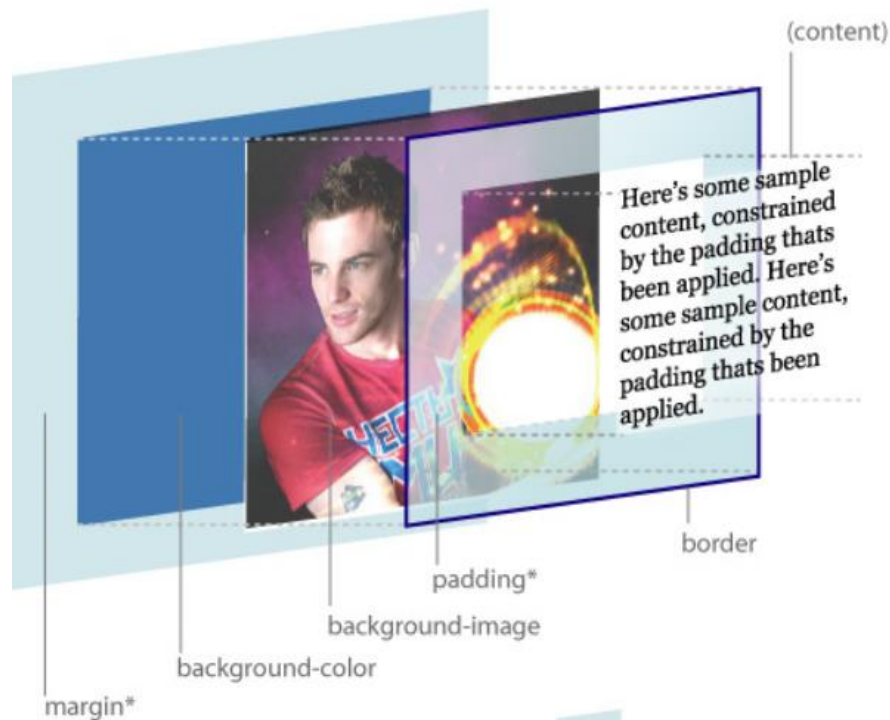 (content)
Here's some sample
content, constrained
by the padding thats
been applied. Here's
some sample content,
constrained by the
padding thats been
applied.
border
padding*
background-image
background-color
margin*